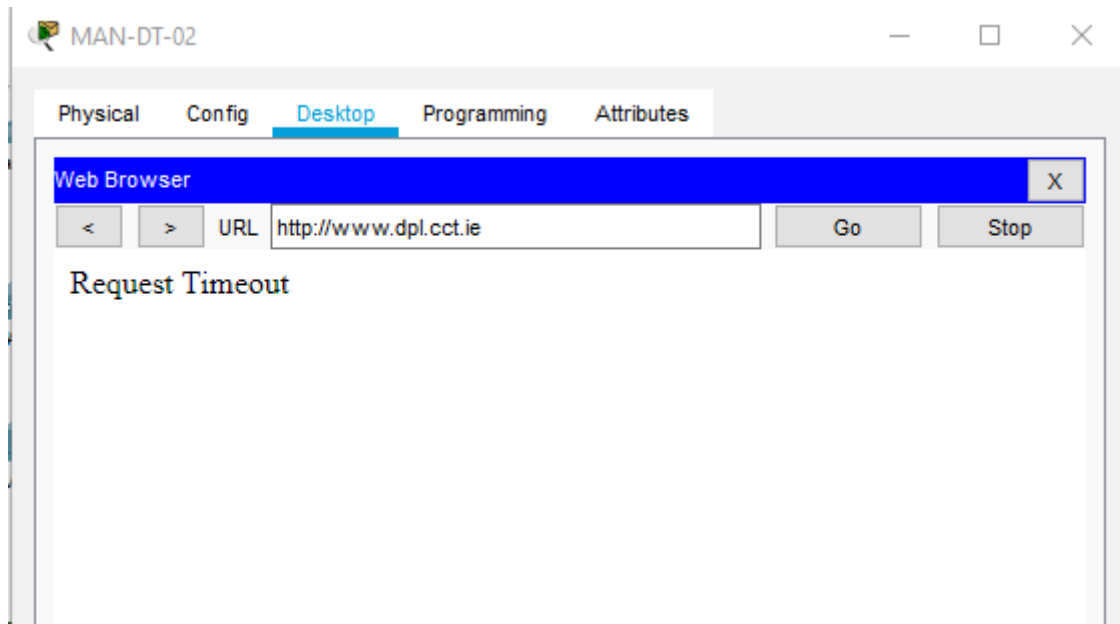 MAN-DT-02
Physical Config Desktop Programming Attributes
Web Browser X
< > URL http://www.dpl.cct.ie Go Stop
Request Timeout